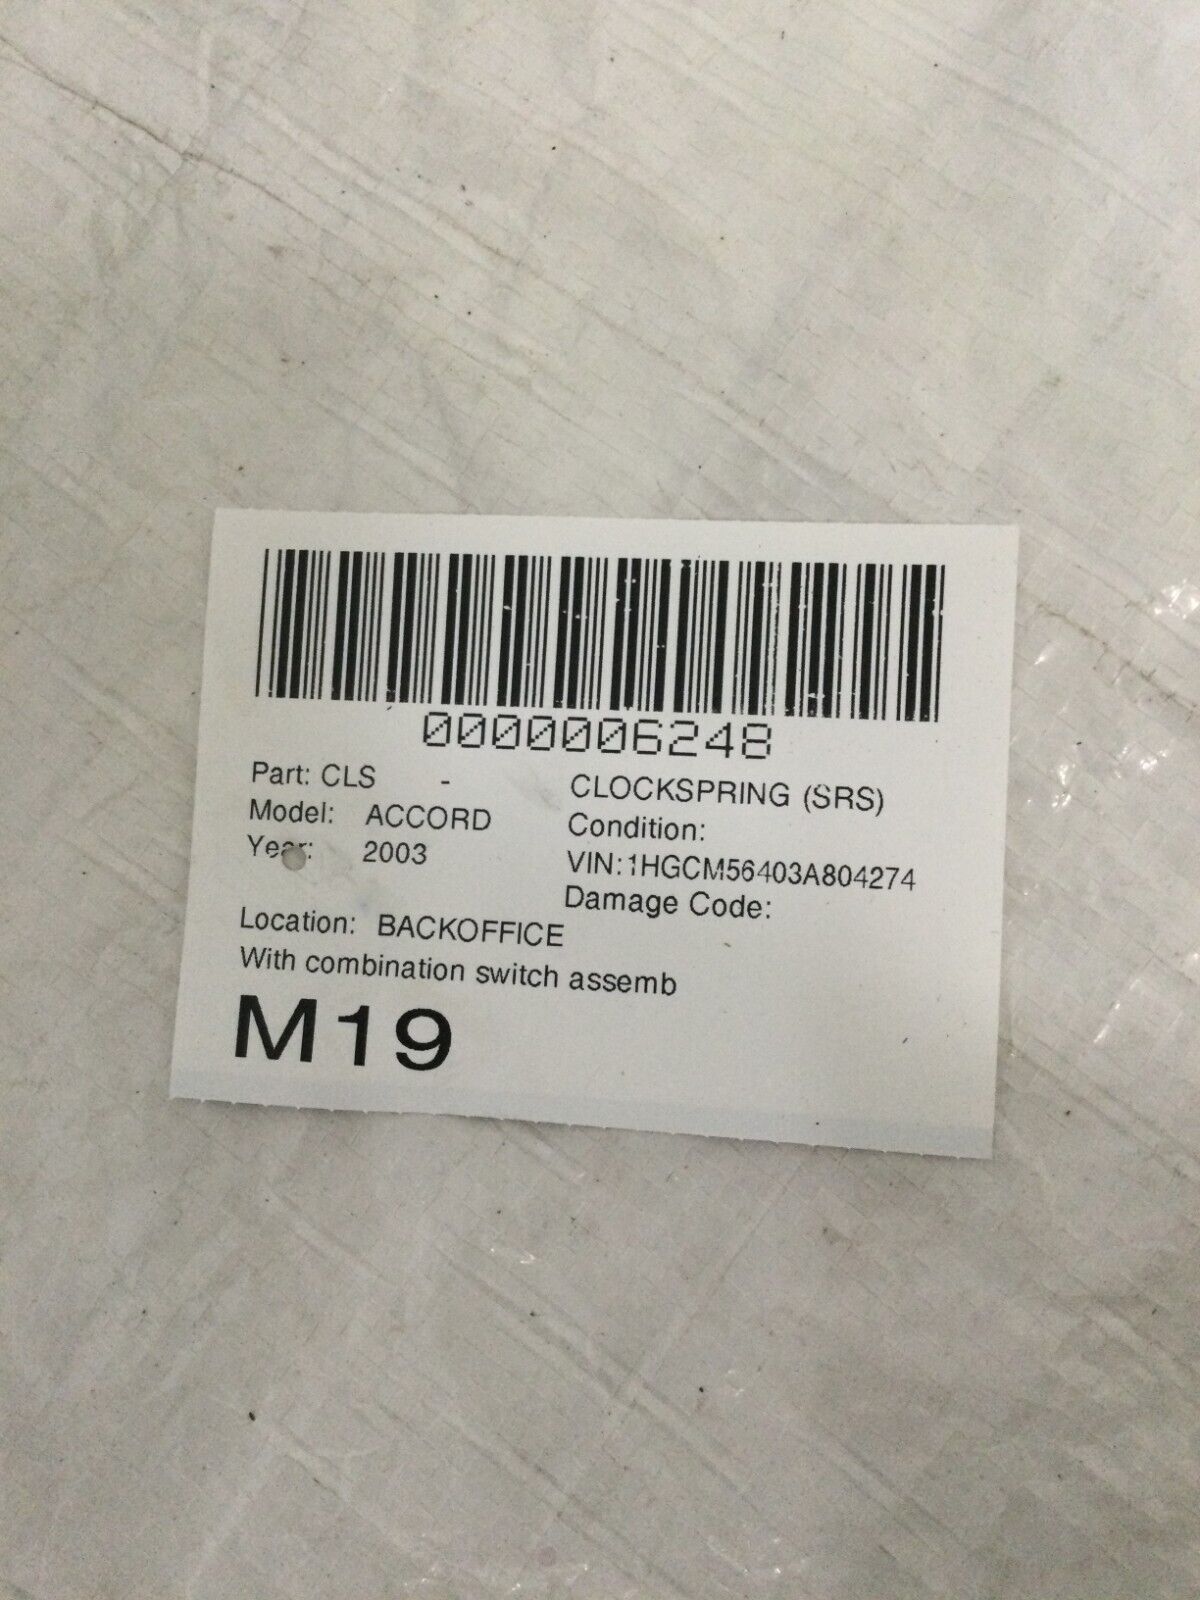 0000006248
Part: CLS - CLOCKSPRING (SRS)
Model: ACCORD Condition:
Year: 2003 VIN:1HGCM56403A804274
Damage Code:
Location: BACKOFFICE
With combination switch assemb
M19